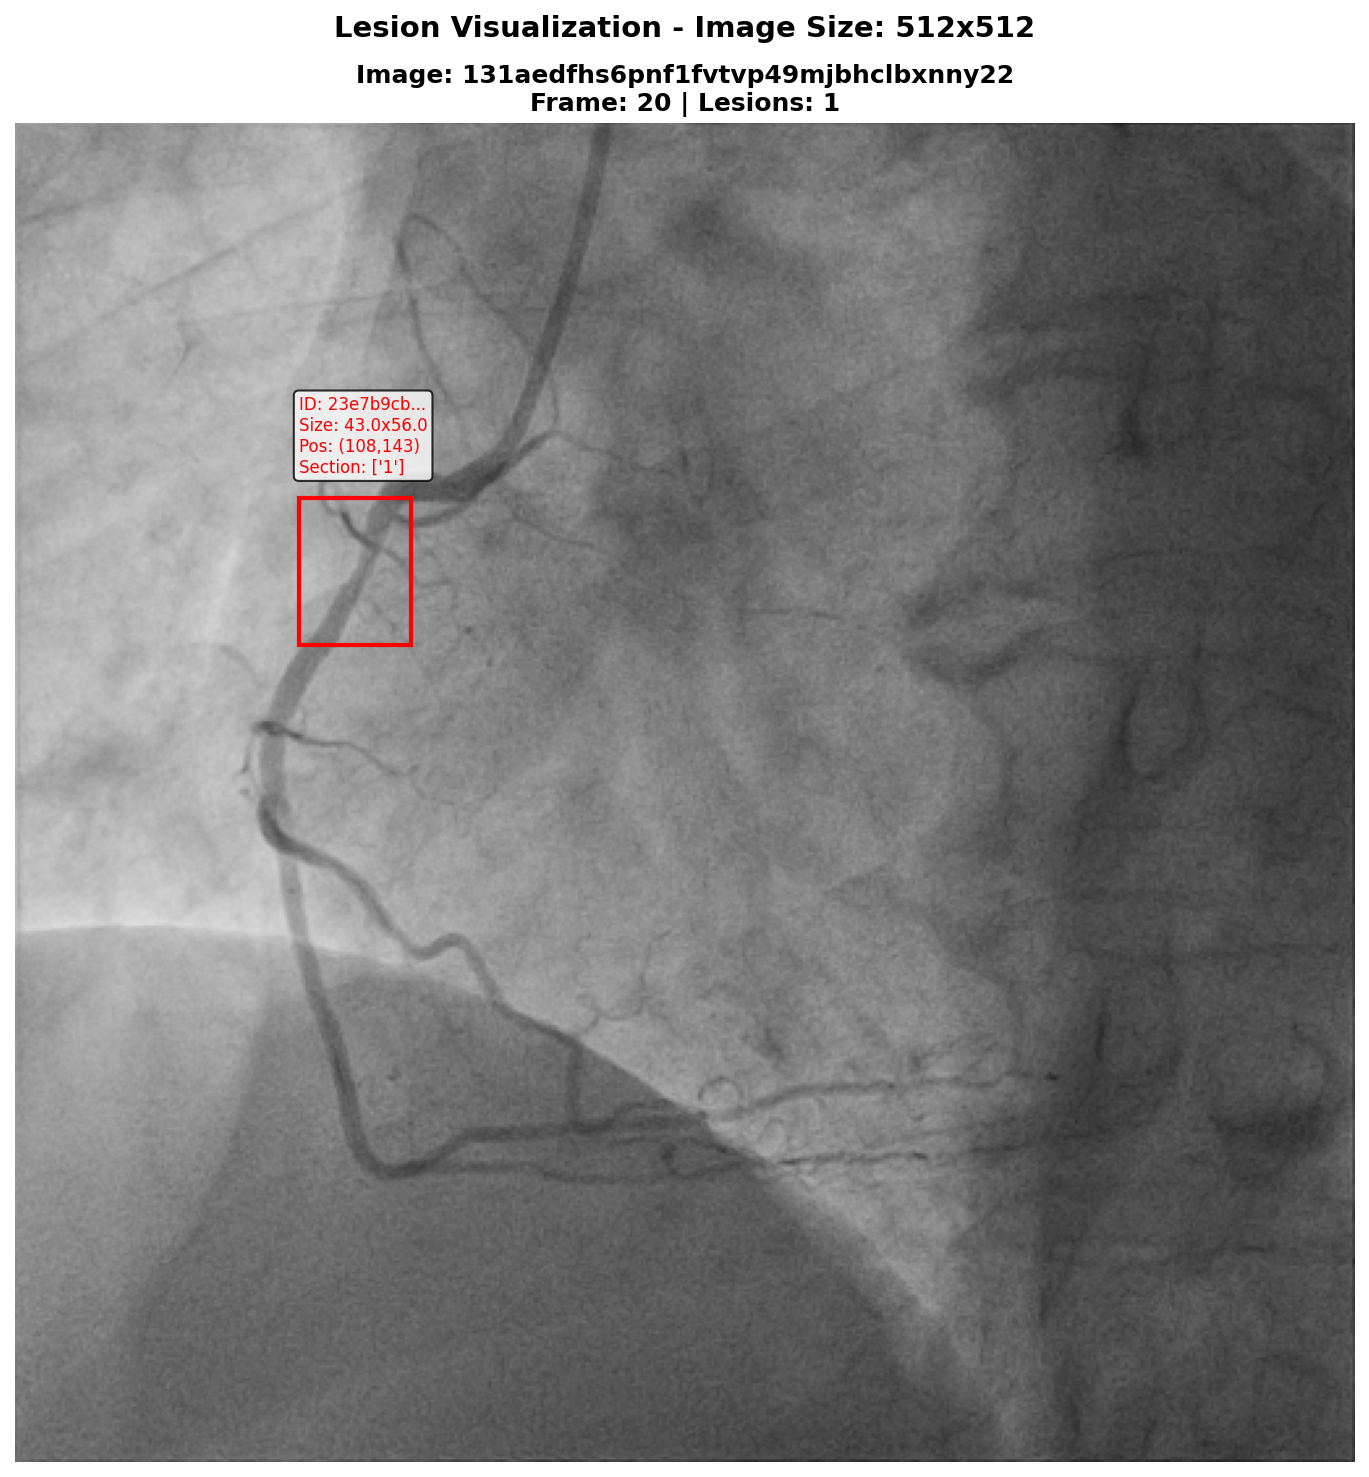 Lesion Visualization - Image Size: 512x512
Image: 131aedfhs6pnf1fvtvp49mjbhclbxnny22
Frame: 20 | Lesions: 1
ID: 23e7b9cb...
Size: 43.0x56.0
Pos: (108,143)
Section: ['1']